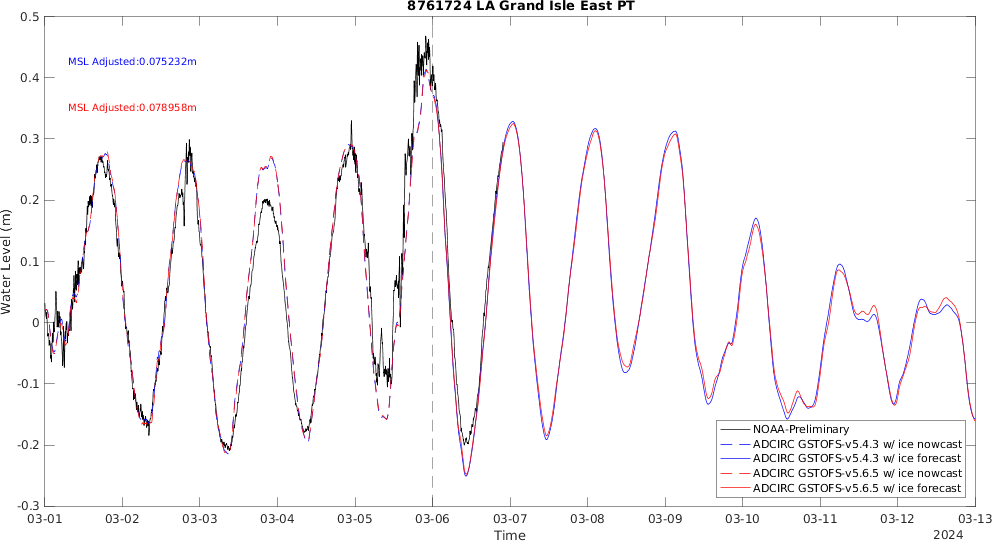 8761724 LA Grand Isle East PT
0.5
0.4
0.3
0.2
0.1
0
-0.1
-0.2
-0.3
Water Level (m)
MSL Adjusted:0.075232m
MSL Adjusted:0.078958m
NOAA-Preliminary
ADCIRC GSTOFS-v5.4.3 w/ ice nowcast
ADCIRC GSTOFS-v5.4.3 w/ ice forecast
ADCIRC GSTOFS-v5.6.5 w/ ice nowcast
ADCIRC GSTOFS-v5.6.5 w/ ice forecast
03-01 03-02 03-03 03-04 03-05 03-06 03-07 03-08 03-09 03-10 03-11 03-12 03-13
Time
2024